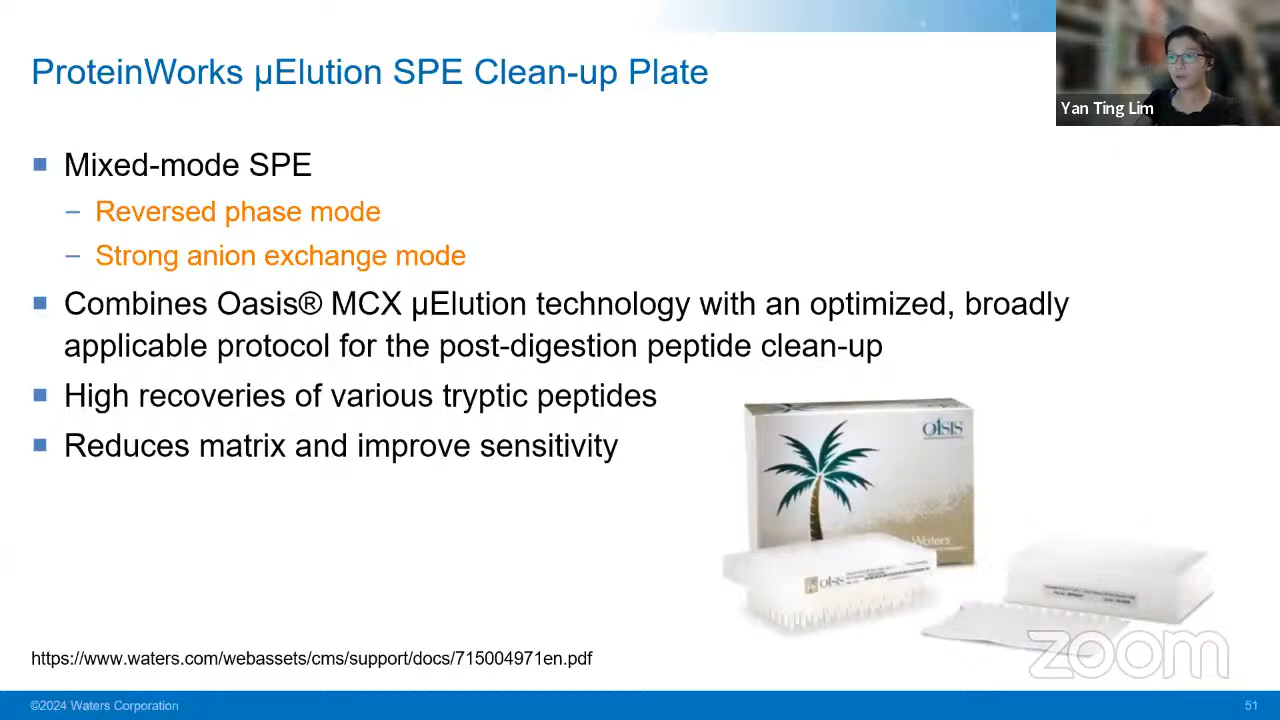 ProteinWorks µElution SPE Clean-up Plate
Yan Ting Lim
Mixed-mode SPE
– Reversed phase mode
– Strong anion exchange mode
Combines Oasis® MCX µElution technology with an optimized, broadly
applicable protocol for the post-digestion peptide clean-up
High recoveries of various tryptic peptides
Reduces matrix and improve sensitivity
OASIS
Waters
OASIS
https://www.waters.com/webassets/cms/support/docs/715004971en.pdf
zoom
©2024 Waters Corporation
51